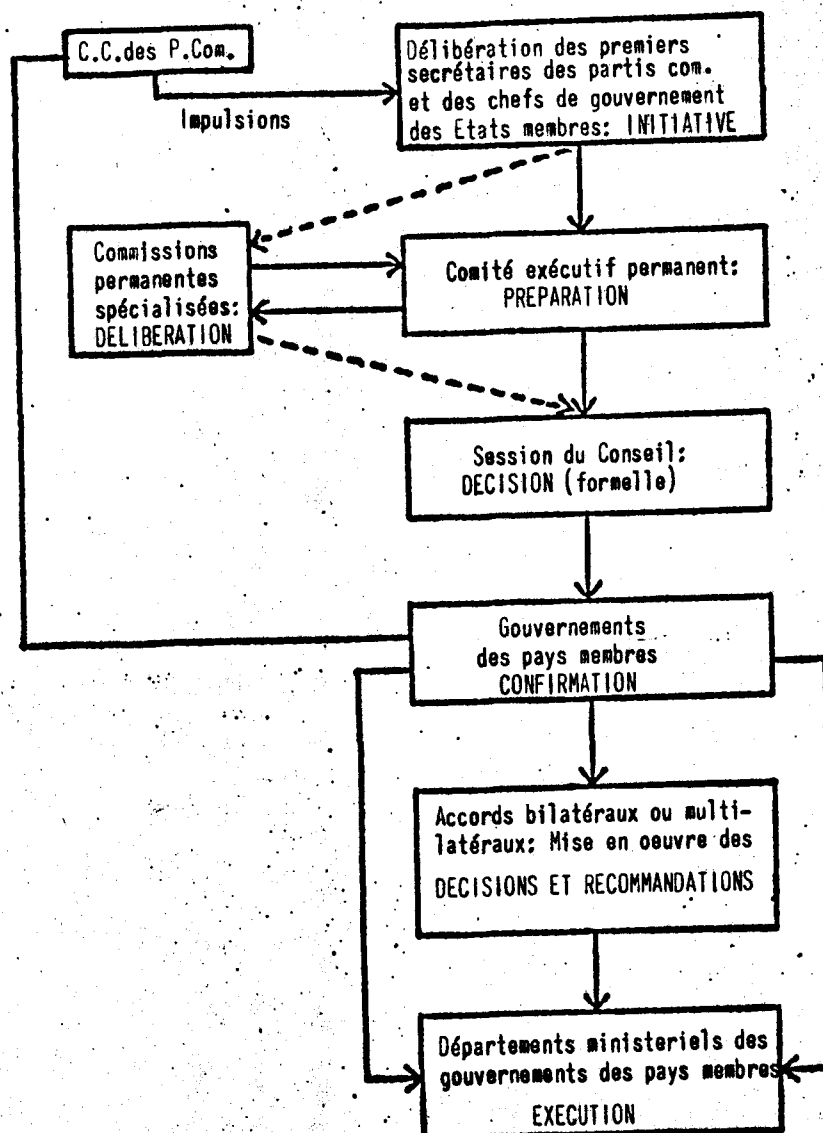 C.C.des P.Com.
Impulsions
Délibération des premiers
secrétaires des partis com.
et des chefs de gouvernement
des Etats membres: INITIATIVE
Commissions
permanentes
spécialisées:
DELIBERATION
Comité exécutif permanent:
PREPARATION
Session du Conseil:
DECISION (formelle)
Gouvernements
des pays membres
CONFIRMATION
Accords bilatéraux ou multi-
latéraux: Mise en oeuvre des
DECISIONS ET RECOMMANDATIONS
Départements ministeriels des
gouvernements des pays membres
EXECUTION